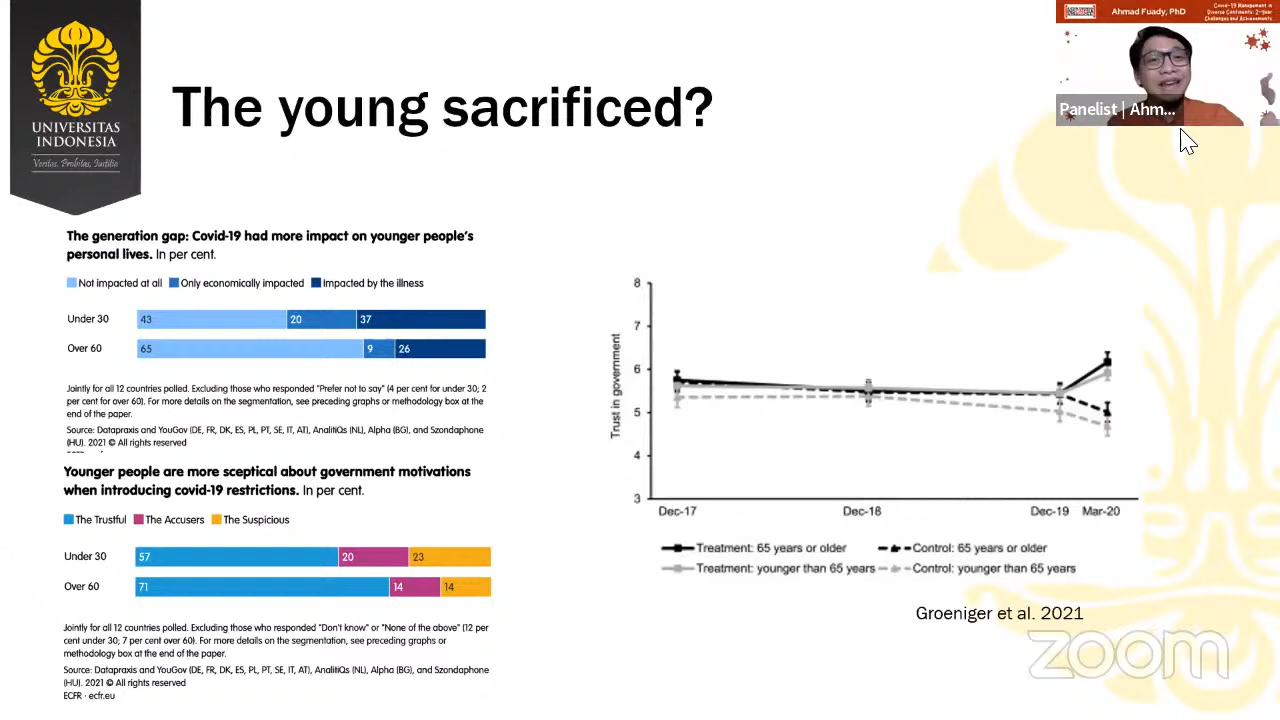 Ahmad Fuady, PhD
Covid-19 Management in
Diverse Continents: 2-year
Challenges and Achievements
Panelist | Ahm...
UNIVERSITAS
INDONESIA
Veritas, Probitas, Iustitia
The young sacrificed?
The generation gap: Covid-19 had more impact on younger people's
personal lives. In per cent.
Not impacted at all Only economically impacted Impacted by the illness
Under 30 43 20 37
Over 60 65 9 26
Jointly for all 12 countries polled. Excluding those who responded "Prefer not to say" (4 per cent for under 30; 2
per cent for over 60). For more details on the segmentation, see preceding graphs or methodology box at the
end of the paper.
Source: Datapraxis and YouGov (DE, FR, DK, ES, PL, PT, SE, IT, AT), AnalitiQs (NL), Alpha (BG), and Szondaphone
(HU). 2021 © All rights reserved
Younger people are more sceptical about government motivations
when introducing covid-19 restrictions. In per cent.
The Trustful The Accusers The Suspicious
Under 30 57 20 23
Over 60 71 14 14
Jointly for all 12 countries polled. Excluding those who responded "Don't know" or "None of the above" (12 per
cent under 30; 7 per cent over 60). For more details on the segmentation, see preceding graphs or
methodology box at the end of the paper.
Source: Datapraxis and YouGov (DE, FR, DK, ES, PL, PT, SE, IT, AT), AnalitiQs (NL), Alpha (BG), and Szondaphone
(HU). 2021 © All rights reserved
ECFR · ecfr.eu
Trust in government
8
7
6
5
4
3
Dec-17 Dec-18 Dec-19 Mar-20
Treatment: 65 years or older Control: 65 years or older
Treatment: younger than 65 years Control: younger than 65 years
Groeniger et al. 2021
zoom